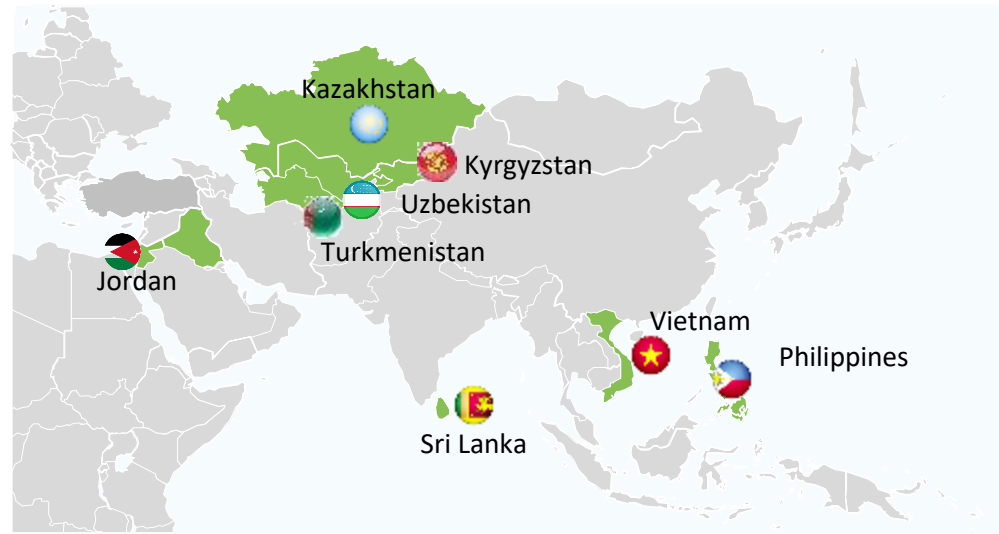 Kazakhstan
Kyrgyzstan
Uzbekistan
Turkmenistan
Jordan
Vietnam
Philippines
Sri Lanka